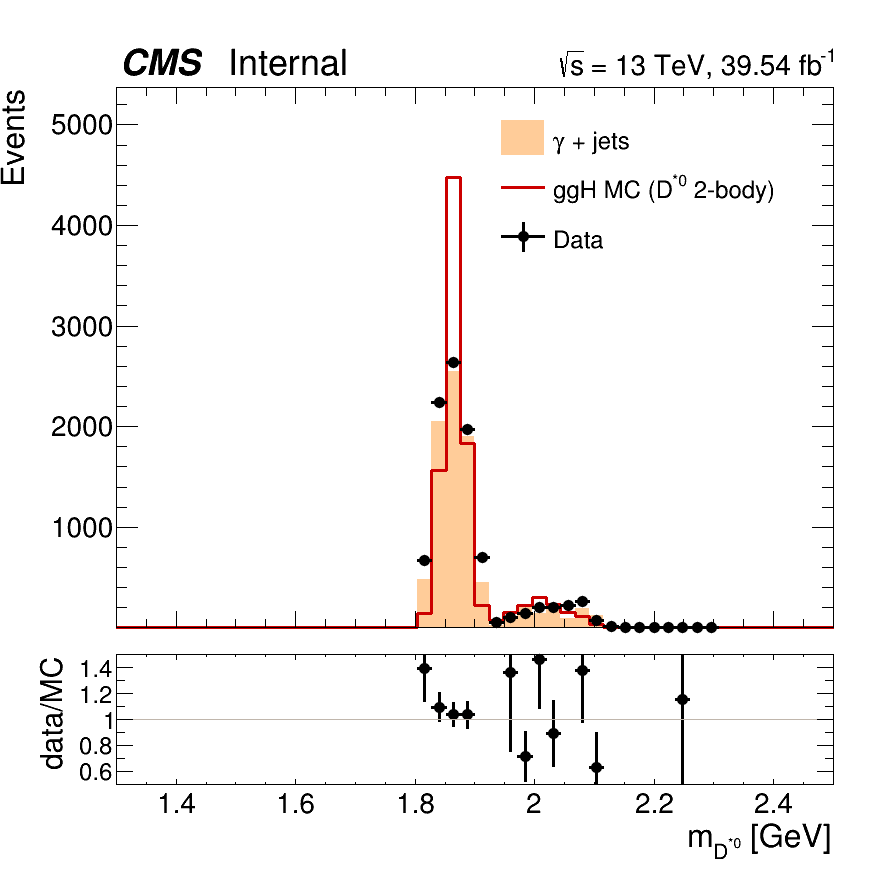 CMS Internal √s = 13 TeV, 39.54 fb⁻¹
Events
5000
4000
3000
2000
1000
γ + jets
ggH MC (D*⁰ 2-body)
Data
data/MC
1.4
1.2
1
0.8
0.6
1.4 1.6 1.8 2 2.2 2.4
m_D*⁰ [GeV]